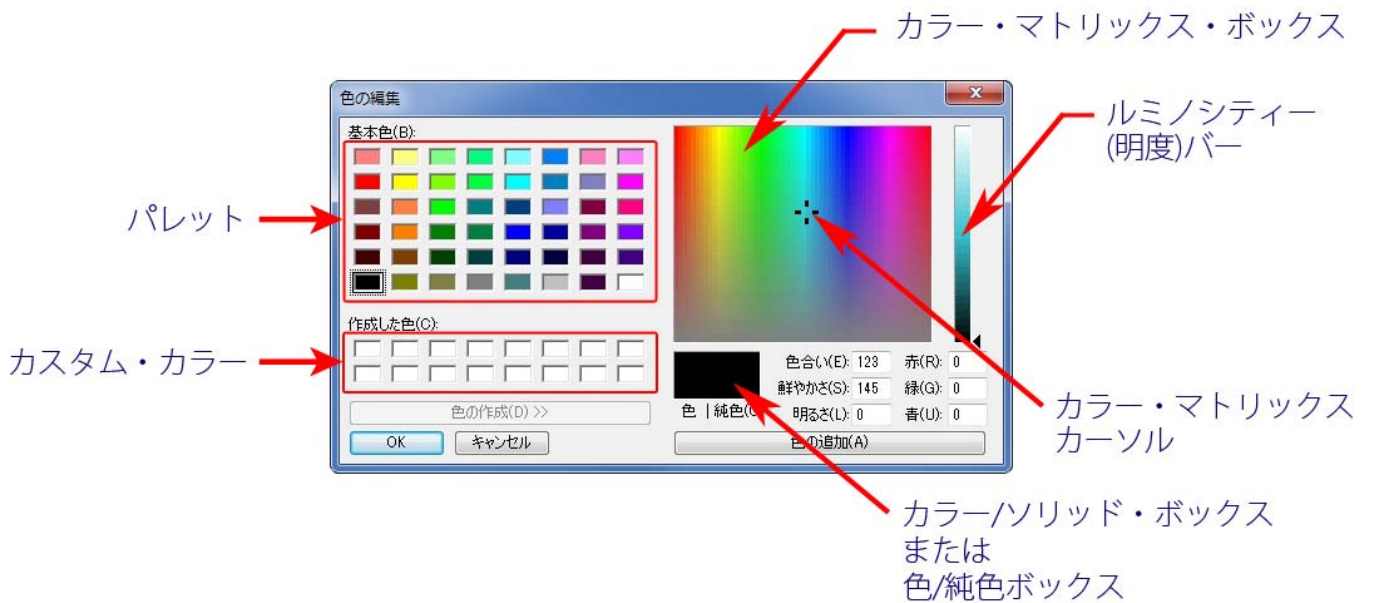 カラー・マトリックス・ボックス
ルミノシティー
(明度)バー
パレット
カスタム・カラー
色の編集
基本色(B):
作成した色(C):
色の作成(D) >>
OK
キャンセル
色 | 純色(O
色合い(E): 123
赤(R): 0
鮮やかさ(S): 145
緑(G): 0
明るさ(L): 0
青(U): 0
色の追加(A)
カラー・マトリックス
カーソル
カラー/ソリッド・ボックス
または
色/純色ボックス